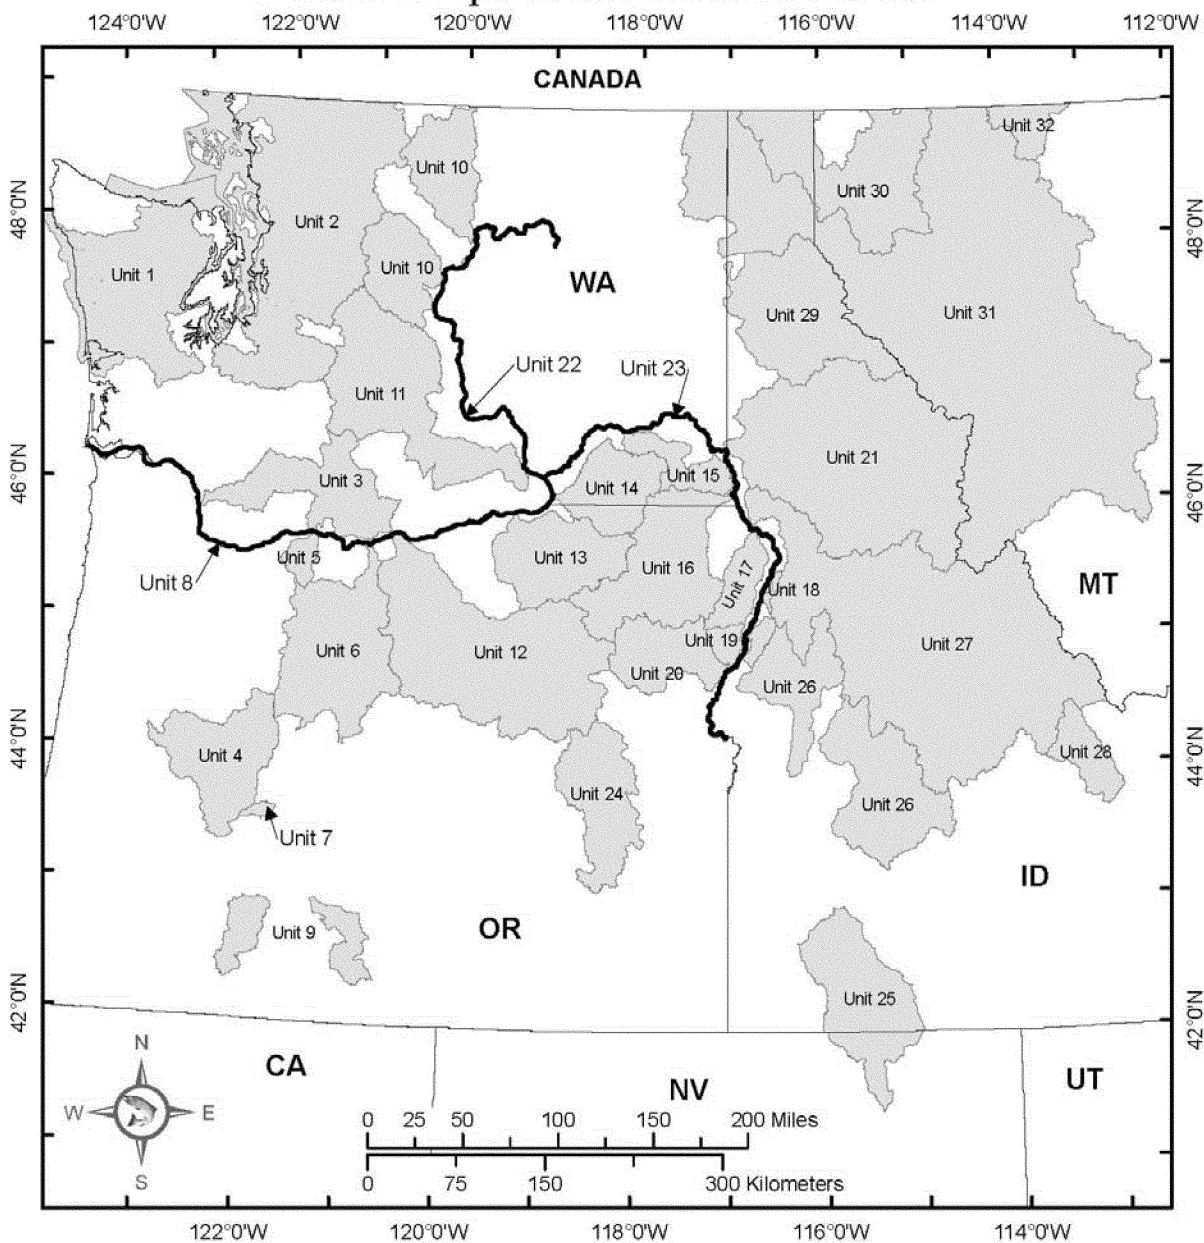 124°0'W 122°0'W 120°0'W 118°0'W 116°0'W 114°0'W 112°0'W
CANADA
Unit 32
Unit 10
Unit 30
48°0'N
48°0'N
Unit 2
Unit 1
Unit 10
WA
Unit 29
Unit 31
Unit 22
Unit 23
Unit 11
46°0'N
46°0'N
Unit 21
Unit 3
Unit 15
Unit 14
Unit 5
Unit 13
Unit 16
Unit 17
Unit 18
Unit 8
MT
Unit 6
Unit 12
Unit 19
Unit 27
Unit 20
Unit 26
44°0'N
44°0'N
Unit 4
Unit 28
Unit 24
Unit 26
Unit 7
ID
OR
Unit 9
42°0'N
42°0'N
Unit 25
N
W E
S
CA
NV
UT
0 25 50 100 150 200 Miles
0 75 150 300 Kilometers
122°0'W 120°0'W 118°0'W 116°0'W 114°0'W